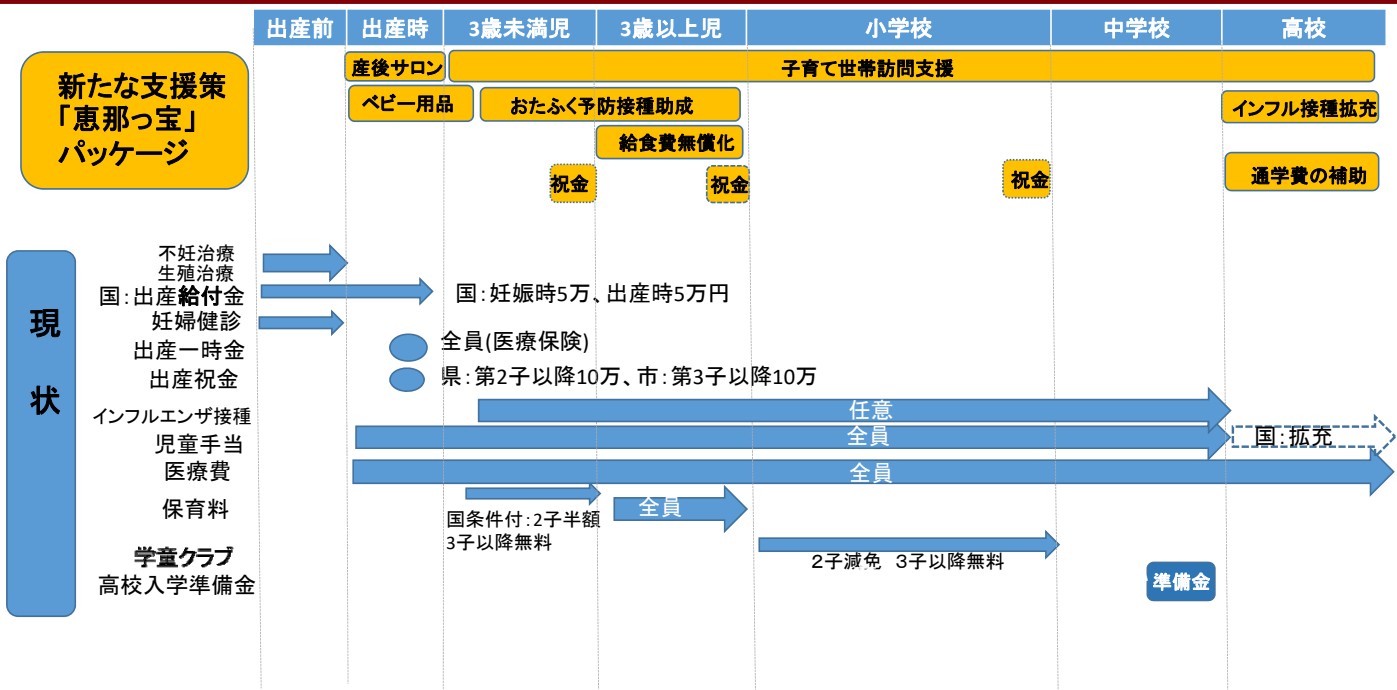 出産前 出産時 3歳未満児 3歳以上児 小学校 中学校 高校
新たな支援策
「恵那っ宝」
パッケージ
産後サロン 子育て世帯訪問支援
ベビー用品 おたふく予防接種助成 インフル接種拡充
給食費無償化
祝金 祝金 祝金 通学費の補助
現状
不妊治療
生殖治療
国:出産給付金 国:妊娠時5万、出産時5万円
妊婦健診
出産一時金 全員(医療保険)
出産祝金 県:第2子以降10万、市:第3子以降10万
インフルエンザ接種 任意
児童手当 全員 国:拡充
医療費 全員
保育料 全員
国条件付:2子半額
3子以降無料
学童クラブ 2子減免 3子以降無料
高校入学準備金 準備金